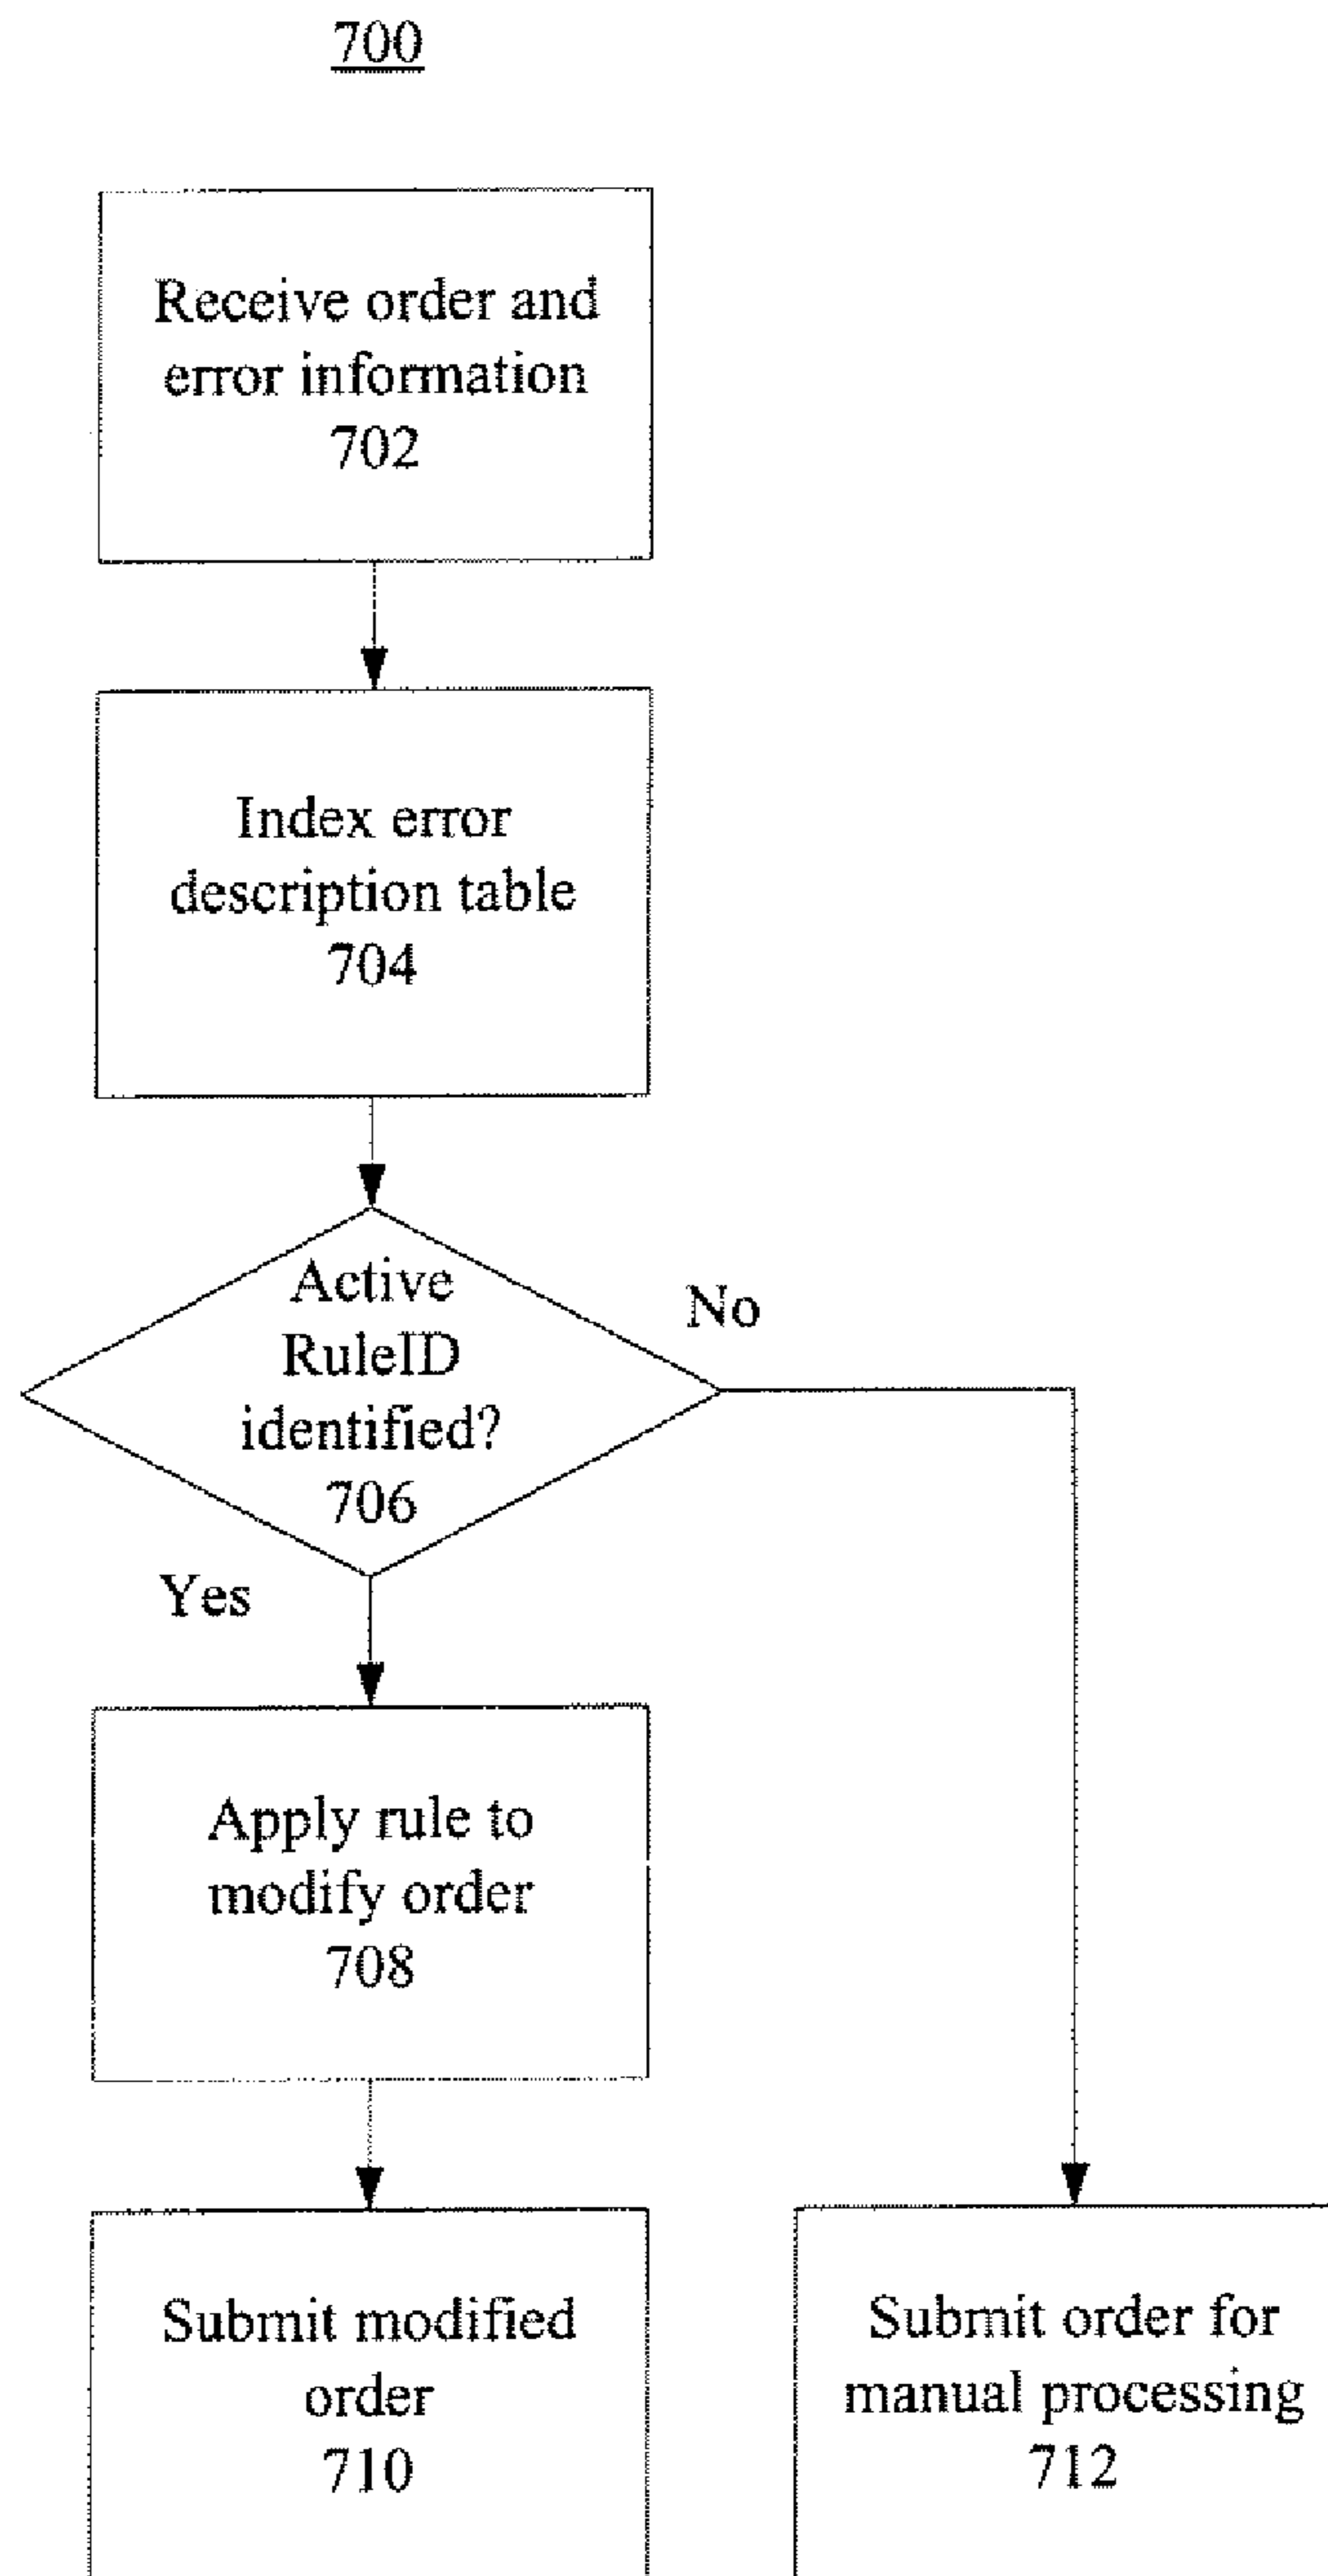 700
Receive order and
error information
702
Index error
description table
704
Active
RuleID
identified?
706
No
Yes
Apply rule to
modify order
708
Submit modified
order
710
Submit order for
manual processing
712